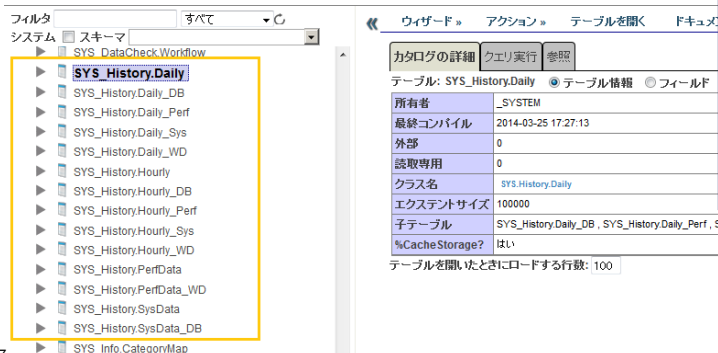 フィルタ すべて
システム スキーマ
SYS_DataCheck.Workflow
SYS_History.Daily
SYS_History.Daily_DB
SYS_History.Daily_Perf
SYS_History.Daily_Sys
SYS_History.Daily_WD
SYS_History.Hourly
SYS_History.Hourly_DB
SYS_History.Hourly_Perf
SYS_History.Hourly_Sys
SYS_History.Hourly_WD
SYS_History.PerfData
SYS_History.PerfData_WD
SYS_History.SysData
SYS_History.SysData_DB
SYS_Info.CategoryMap
« ウィザード » アクション » テーブルを開く ドキュメ
カタログの詳細 クエリ実行 参照
テーブル: SYS_History.Daily テーブル情報 フィールド
所有者 _SYSTEM
最終コンパイル 2014-03-25 17:27:13
外部 0
読取専用 0
クラス名 SYS.History.Daily
エクステントサイズ 100000
子テーブル SYS_History.Daily_DB , SYS_History.Daily_Perf , S
%CacheStorage? はい
テーブルを開いたときにロードする行数: 100